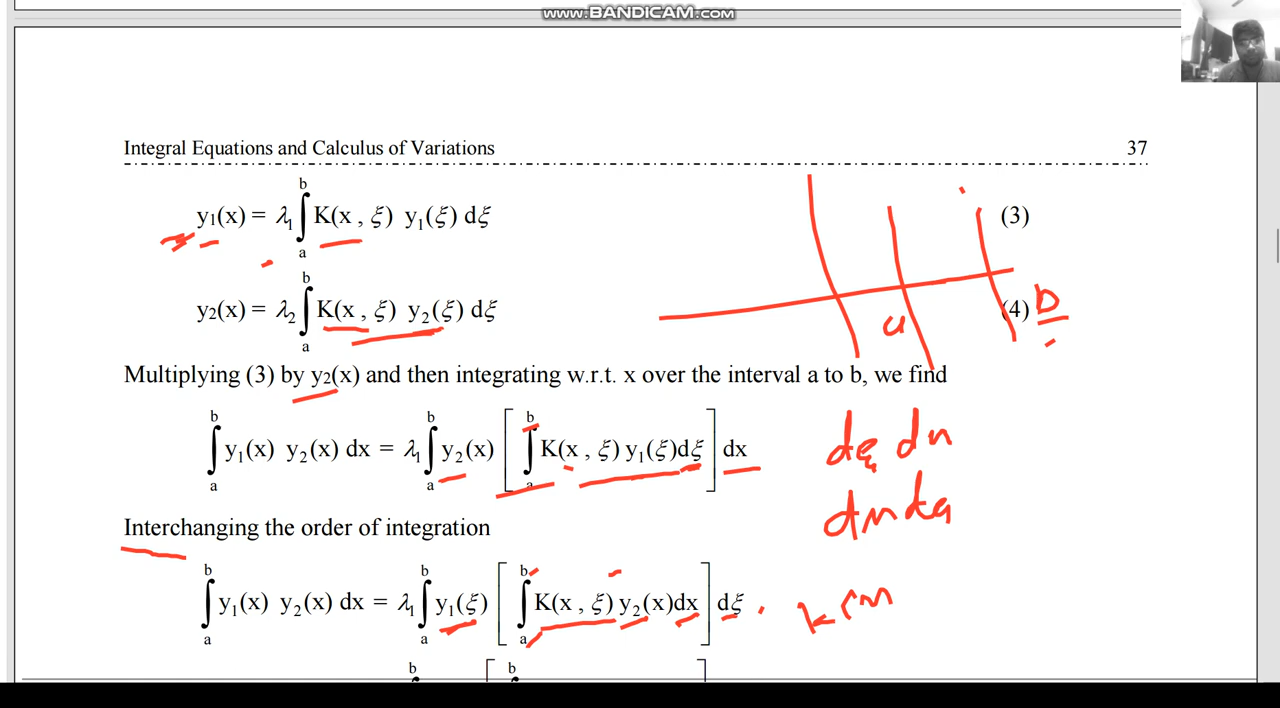 www.BANDICAM.com
Integral Equations and Calculus of Variations 37
y₁(x) = λ₁ ∫ₐᵇ K(x , ξ) y₁(ξ) dξ (3)
y₂(x) = λ₂ ∫ₐᵇ K(x , ξ) y₂(ξ) dξ (4)
a b
Multiplying (3) by y₂(x) and then integrating w.r.t. x over the interval a to b, we find
∫ₐᵇ y₁(x) y₂(x) dx = λ₁ ∫ₐᵇ y₂(x) [ ∫ₐᵇ K(x , ξ) y₁(ξ)dξ ] dx
dξ dx
Interchanging the order of integration
dx dξ
∫ₐᵇ y₁(x) y₂(x) dx = λ₁ ∫ₐᵇ y₁(ξ) [ ∫ₐᵇ K(x , ξ) y₂(x)dx ] dξ
K(x